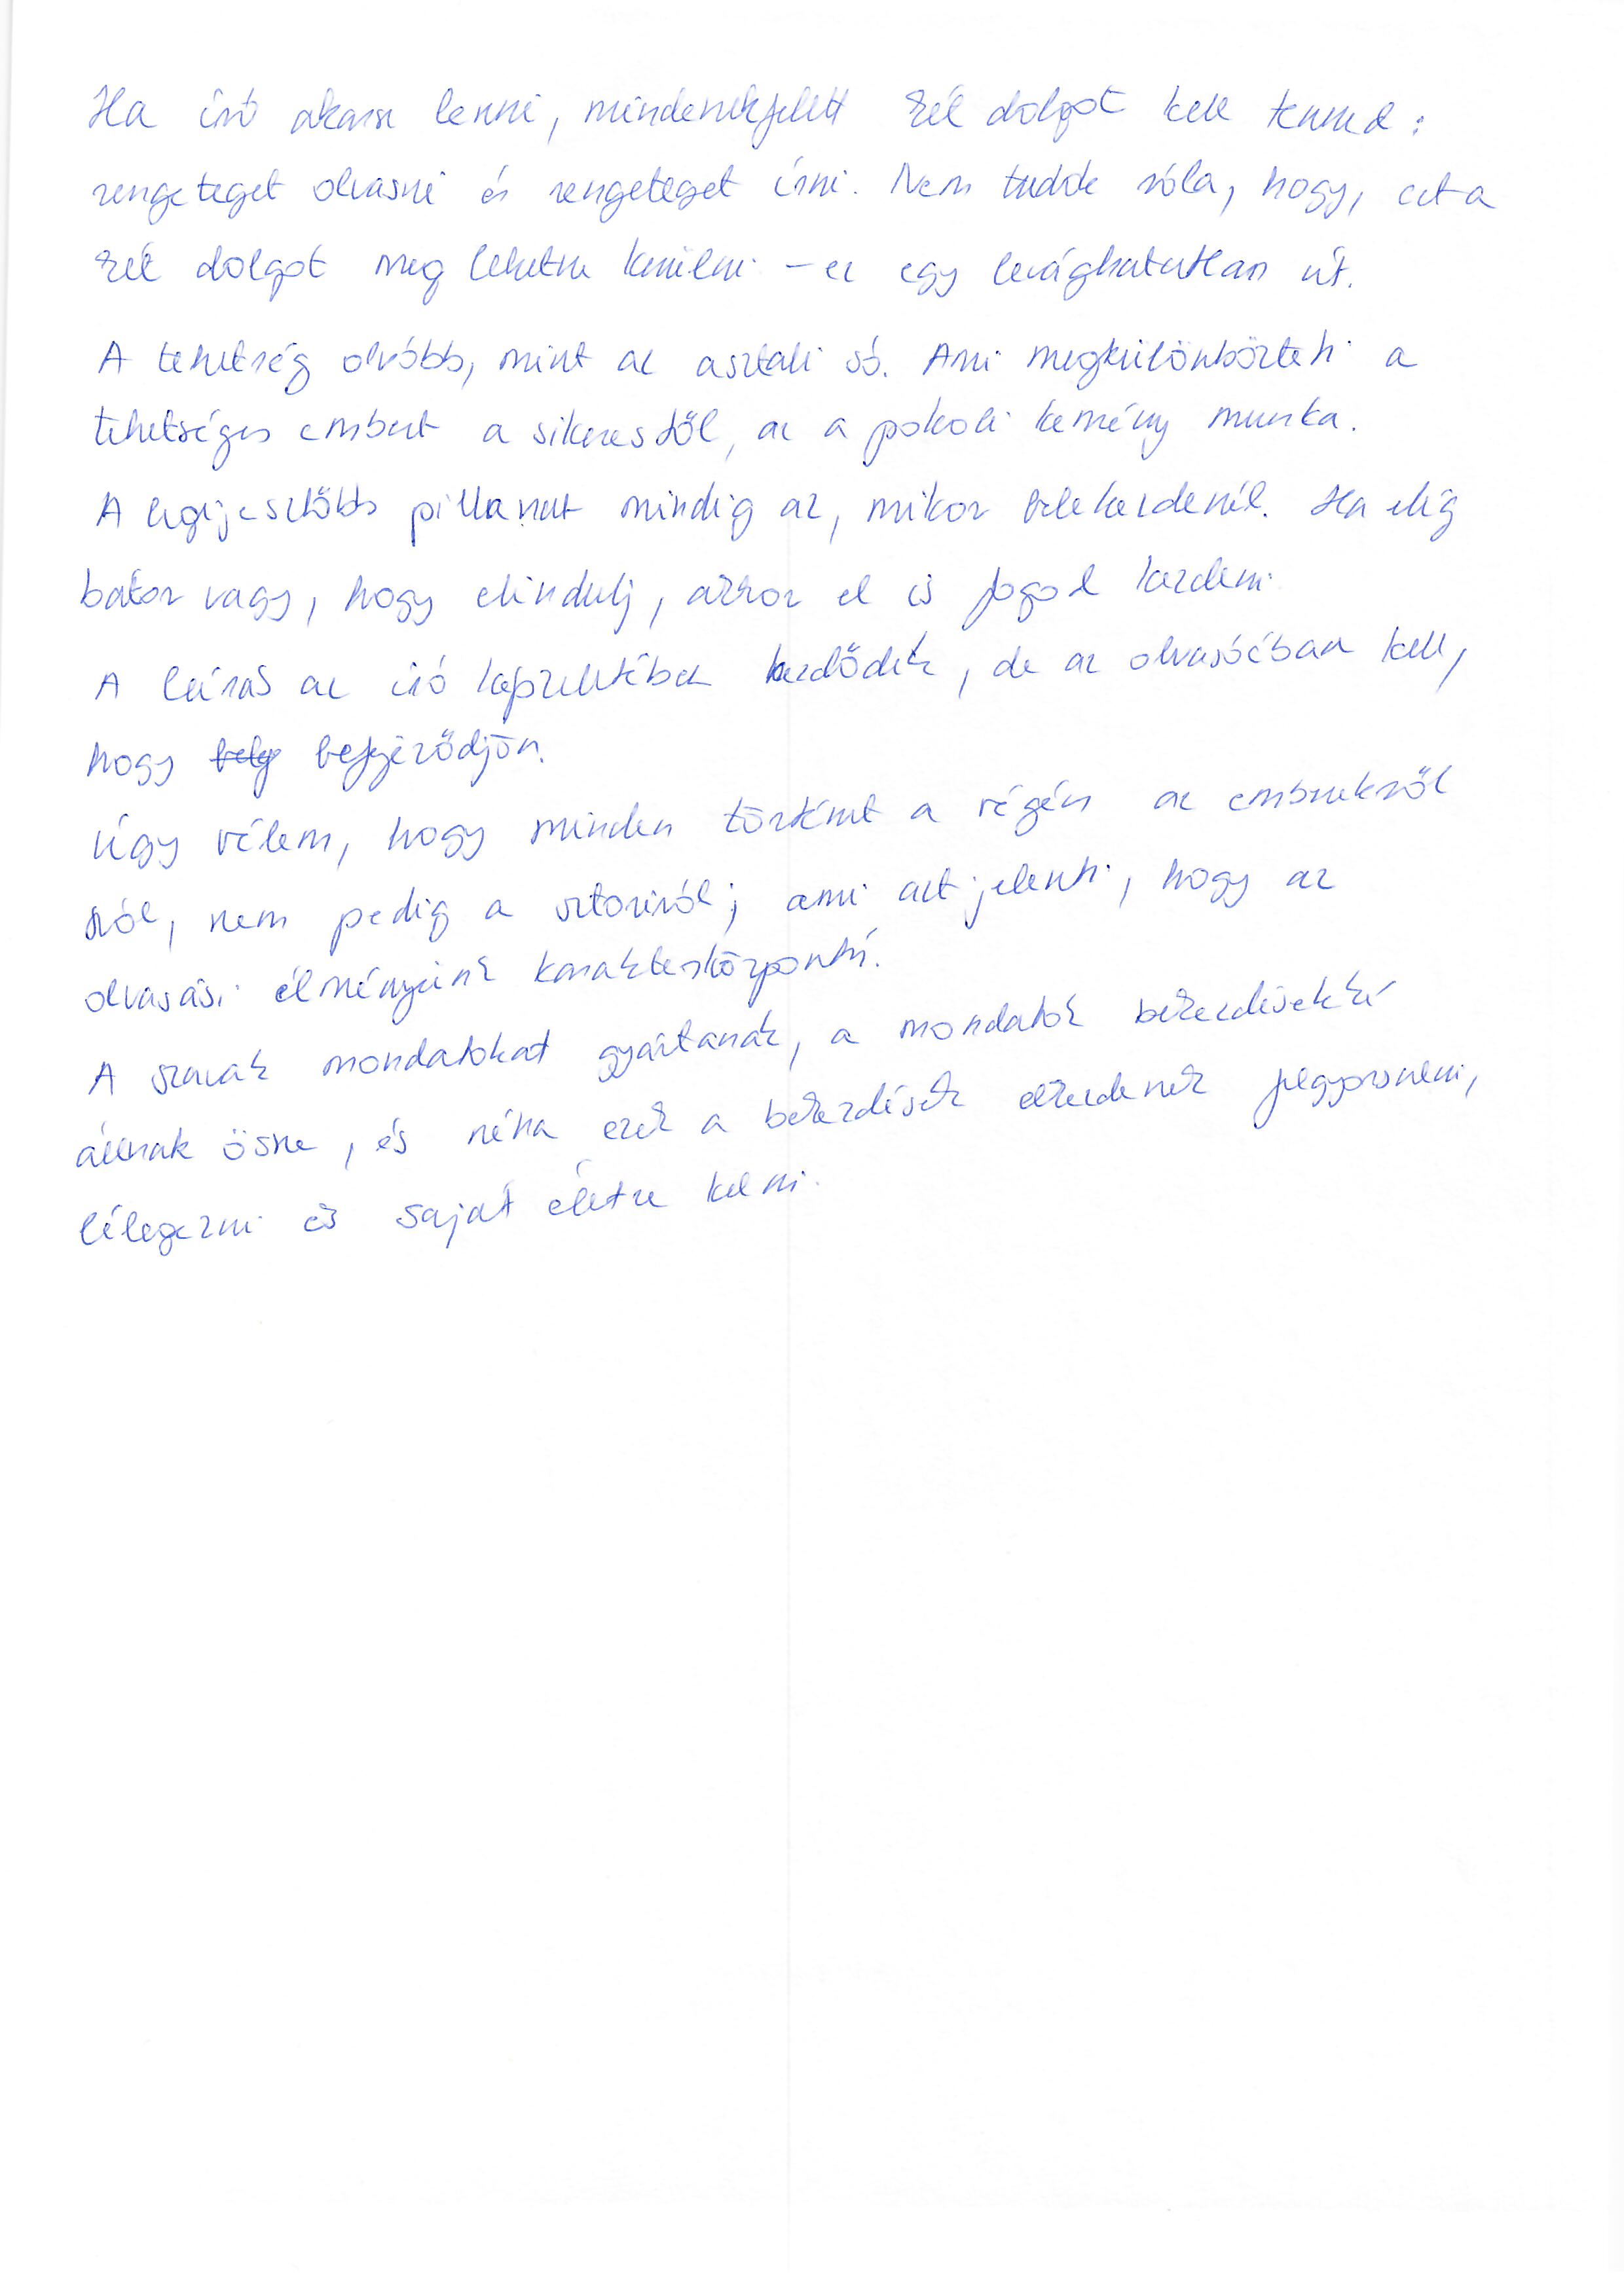 Ha író akarsz lenni, mindenekfelett két dolgot kell tenned:
rengeteget olvasni és rengeteget írni. Nem tudok róla, hogy, ezt a
két dolgot meg lehetne kerülni – ez egy levághatatlan út.
A tehetség olcsóbb, mint az asztali só. Ami megkülönbözteti a
tehetséges embert a sikerestől, az a pokoli kemény munka.
A legijesztőbb pillanat mindig az, mikor belekezdenél. Ha elég
bátor vagy, hogy elindulj, akkor el is fogod kezdeni.
A leírás az író képzeletében kezdődik, de az olvasóéban kell,
hogy befejeződjön.
Úgy vélem, hogy minden történet a végén az emberekről
szól, nem pedig a sztoriról; ami azt jelenti, hogy az
olvasási élményünk karakterközpontú.
A szavak mondatokat gyártanak, a mondatok bekezdésekké
állnak össze, és néha ezek a bekezdések elkezdenek felgyorsulni,
lélegezni és saját életre kelni.